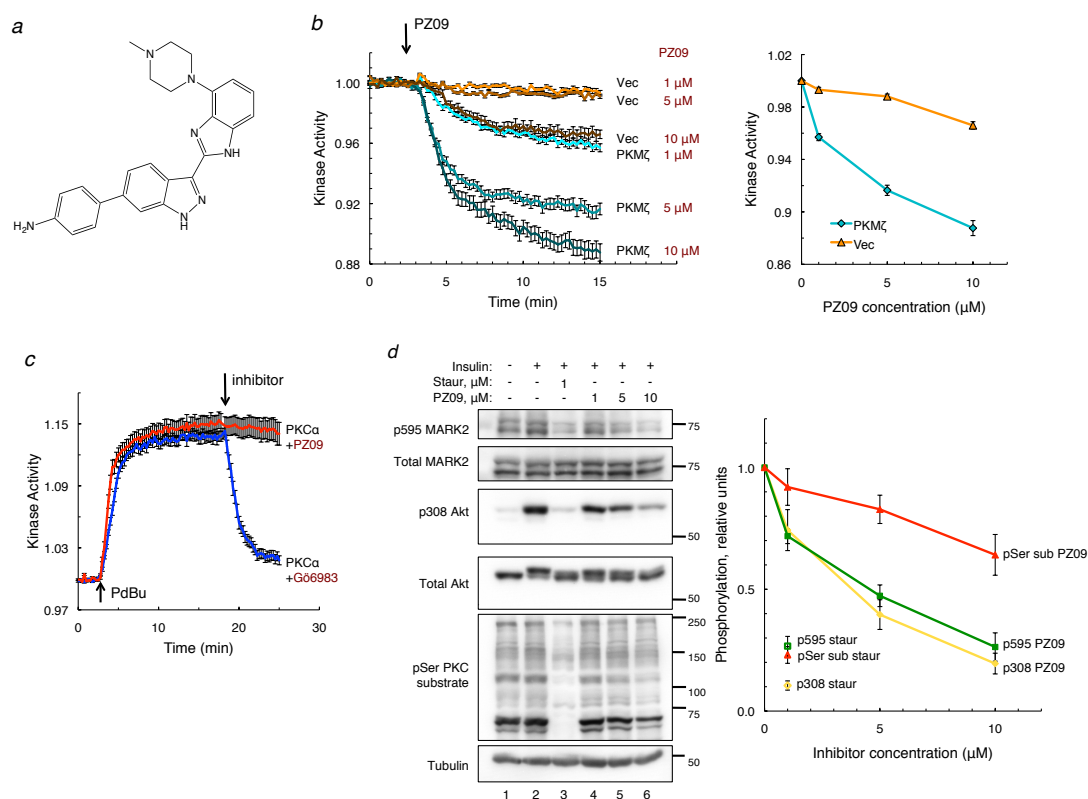 a
CH₃
N
N
N
NH
N
N
H
H₂N
b
PZ09
PZ09
Kinase Activity
1.00
0.96
0.92
0.88
Vec 1 μM
Vec 5 μM
Vec 10 μM
PKMζ 1 μM
PKMζ 5 μM
PKMζ 10 μM
0 5 10 15
Time (min)
Kinase Activity
1.02
0.98
0.94
0.9
0.86
PKMζ
Vec
0 5 10
PZ09 concentration (μM)
c
inhibitor
Kinase Activity
1.15
1.09
1.03
0.97
PKCα
+PZ09
PKCα
+Gö6983
PdBu
0 10 20 30
Time (min)
d
Insulin: - + + + + +
Staur, μM: - - 1 - - -
PZ09, μM: - - - 1 5 10
p595 MARK2
75
Total MARK2
75
p308 Akt
50
Total Akt
50
pSer PKC
substrate
250
150
100
75
Tubulin
50
1 2 3 4 5 6
Phosphorylation, relative units
1.0
0.5
0.0
pSer sub PZ09
p595 PZ09
p308 PZ09
p595 staur
pSer sub staur
p308 staur
0 5 10
Inhibitor concentration (μM)